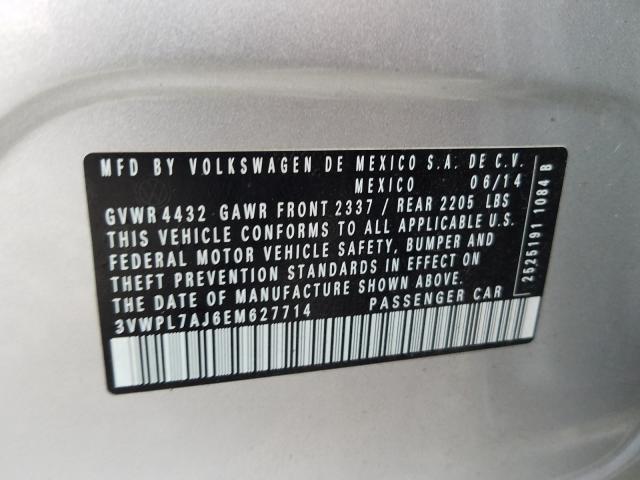 MFD BY VOLKSWAGEN DE MEXICO S.A. DE C.V.
MEXICO 06/14
GVWR 4432 GAWR FRONT 2337 / REAR 2205 LBS
THIS VEHICLE CONFORMS TO ALL APPLICABLE U.S.
FEDERAL MOTOR VEHICLE SAFETY, BUMPER AND
THEFT PREVENTION STANDARDS IN EFFECT ON
THE DATE OF MANUFACTURE SHOWN ABOVE.
3VWPL7AJ6EM627714 PASSENGER CAR
2525191 1084 B